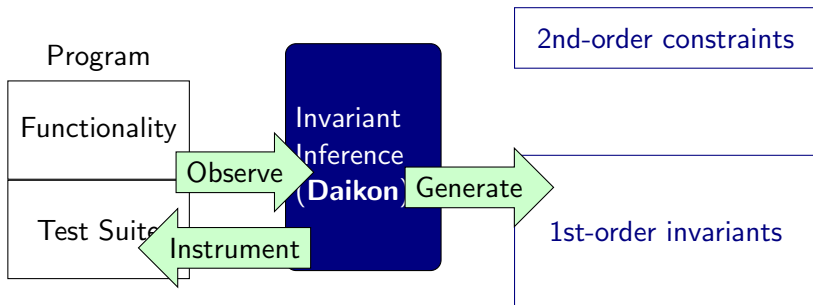 Program
Functionality
Test Suite
Observe
Instrument
Invariant
Inference
(Daikon)
Generate
2nd-order constraints
1st-order invariants